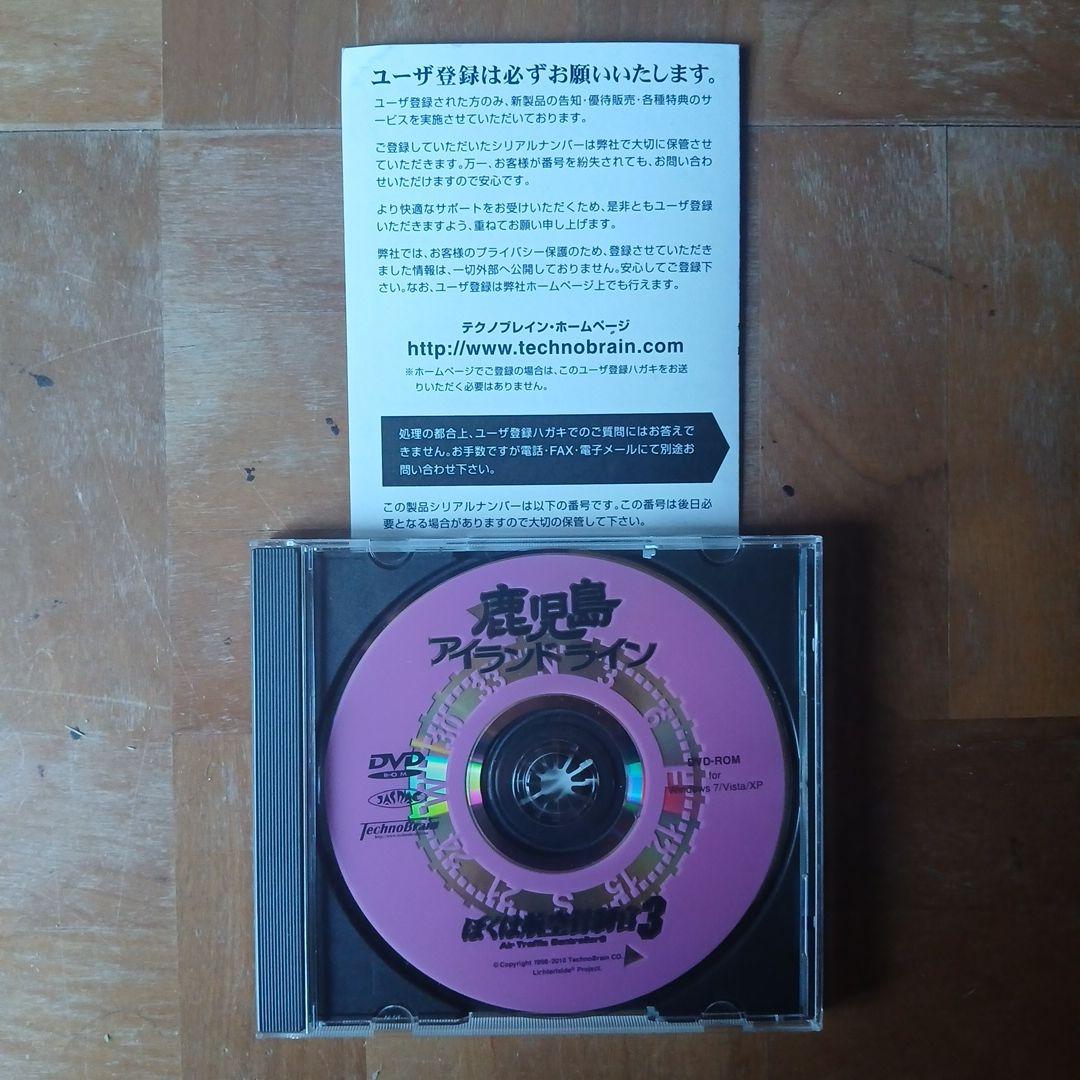 ユーザ登録は必ずお願いいたします。
ユーザ登録された方のみ、新製品の告知・優待販売・各種特典のサ
ービスを実施させていただいております。
ご登録していただいたシリアルナンバーは弊社で大切に保管させ
ていただきます。万一、お客様が番号を紛失されても、お問い合わ
せいただけますので安心です。
より快適なサポートをお受けいただくため、是非ともユーザ登録
いただきますよう、重ねてお願い申し上げます。
弊社では、お客様のプライバシー保護のため、登録させていただき
ました情報は、一切外部へ公開しておりません。安心してご登録下
さい。なお、ユーザ登録は弊社ホームページ上でも行えます。
テクノブレイン・ホームページ
http://www.technobrain.com
※ホームページでご登録の場合は、このユーザ登録ハガキをお送
りいただく必要はありません。
処理の都合上、ユーザ登録ハガキでのご質問にはお答えで
きません。お手数ですが電話・FAX・電子メールにて別途お
問い合わせ下さい。
この製品シリアルナンバーは以下の番号です。この番号は後日必
要となる場合がありますので大切の保管して下さい。
鹿児島
アイランドライン
N 3 6 E 12 15 S 21 24 W 30 33
DVD
ROM
JASPAC
TechnoBrain
DVD-ROM
for
Windows 7/Vista/XP
ぼくは航空管制官3
Air Traffic Controller3
©Copyright 1998-2010 TechnoBrain CO.
Lichterfelde® Project.